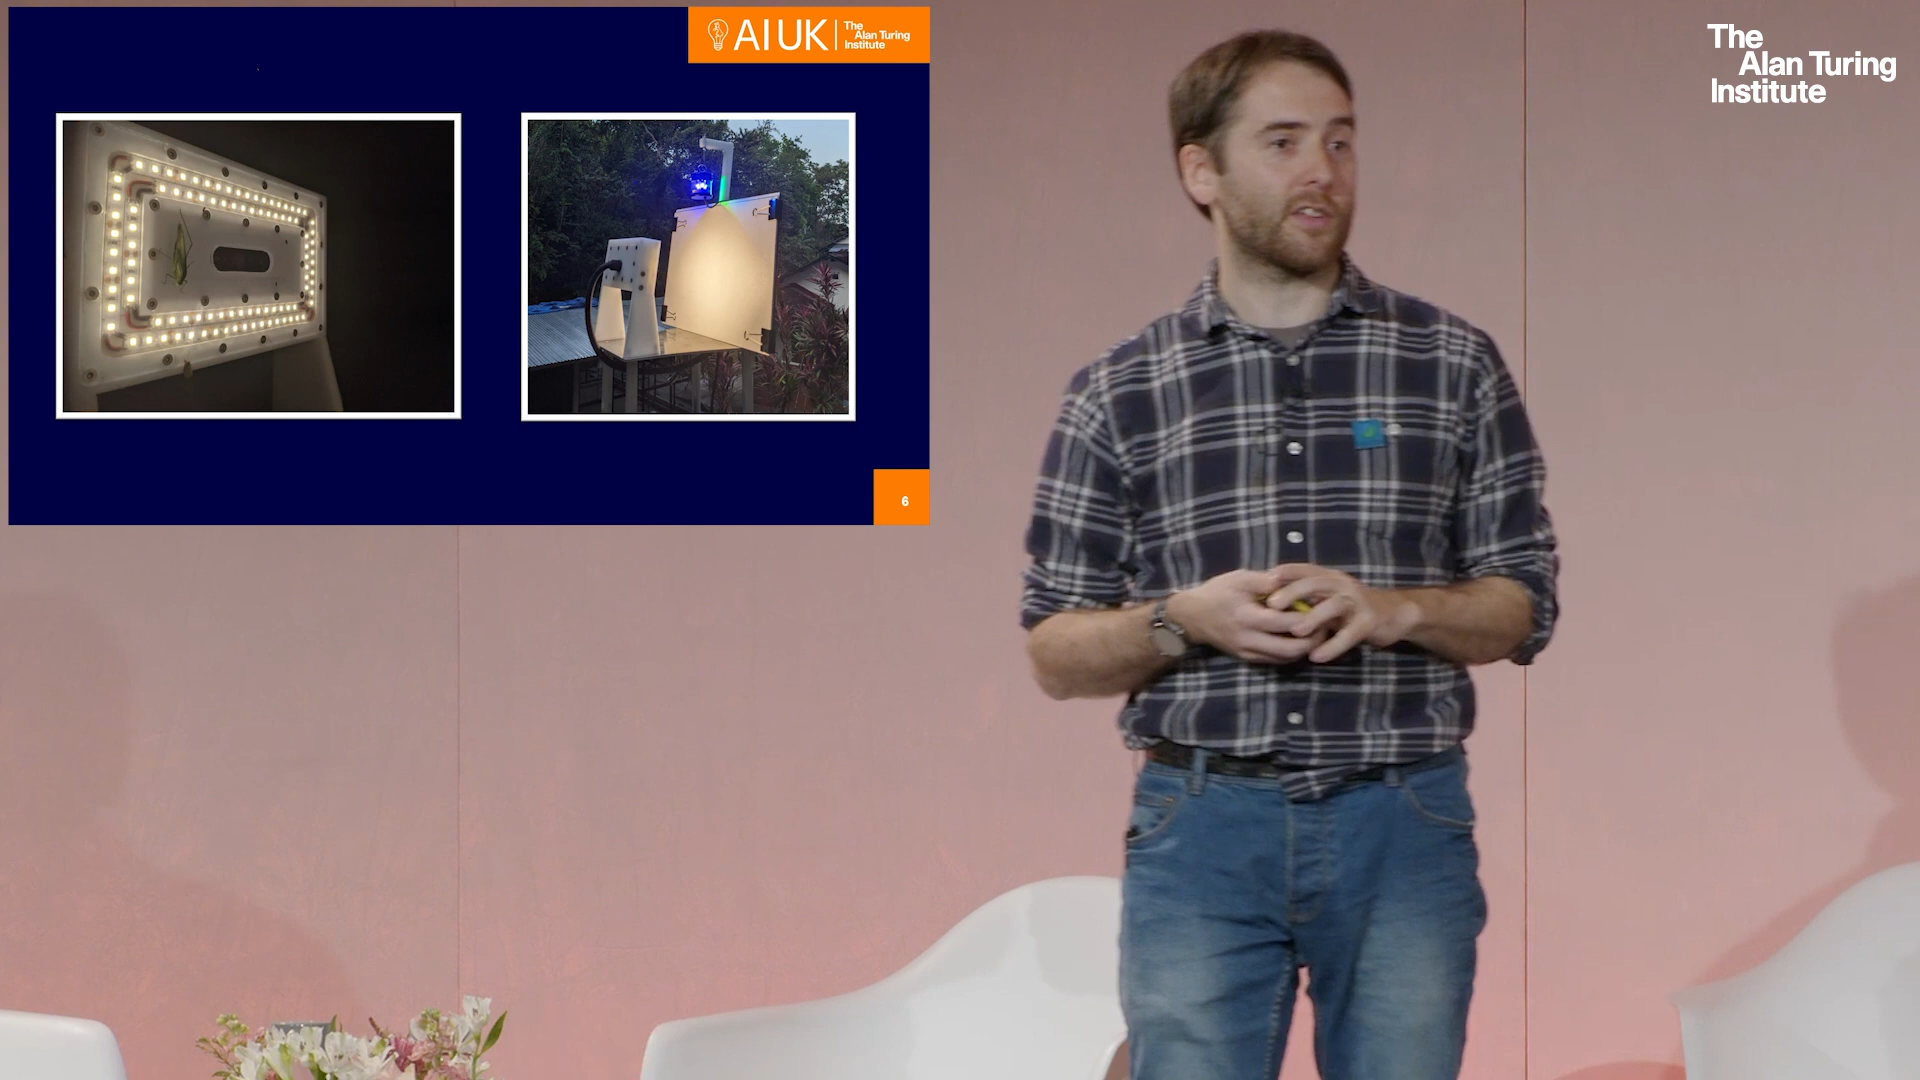 AI UK
The
Alan Turing
Institute
6
The
Alan Turing
Institute